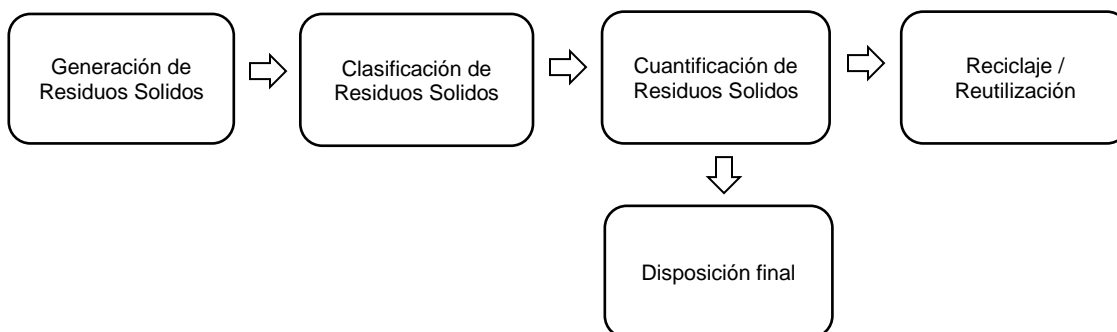 Generación de
Residuos Solidos
Clasificación de
Residuos Solidos
Cuantificación de
Residuos Solidos
Reciclaje /
Reutilización
Disposición final